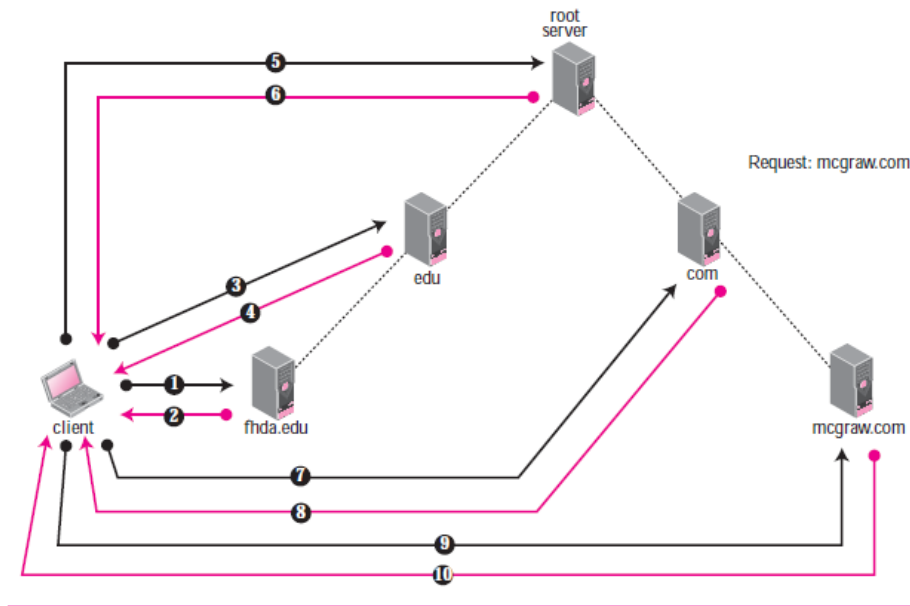 root
server
5
6
Request: mcgraw.com
edu
com
3
4
1
2
client
fhda.edu
mcgraw.com
7
8
9
10